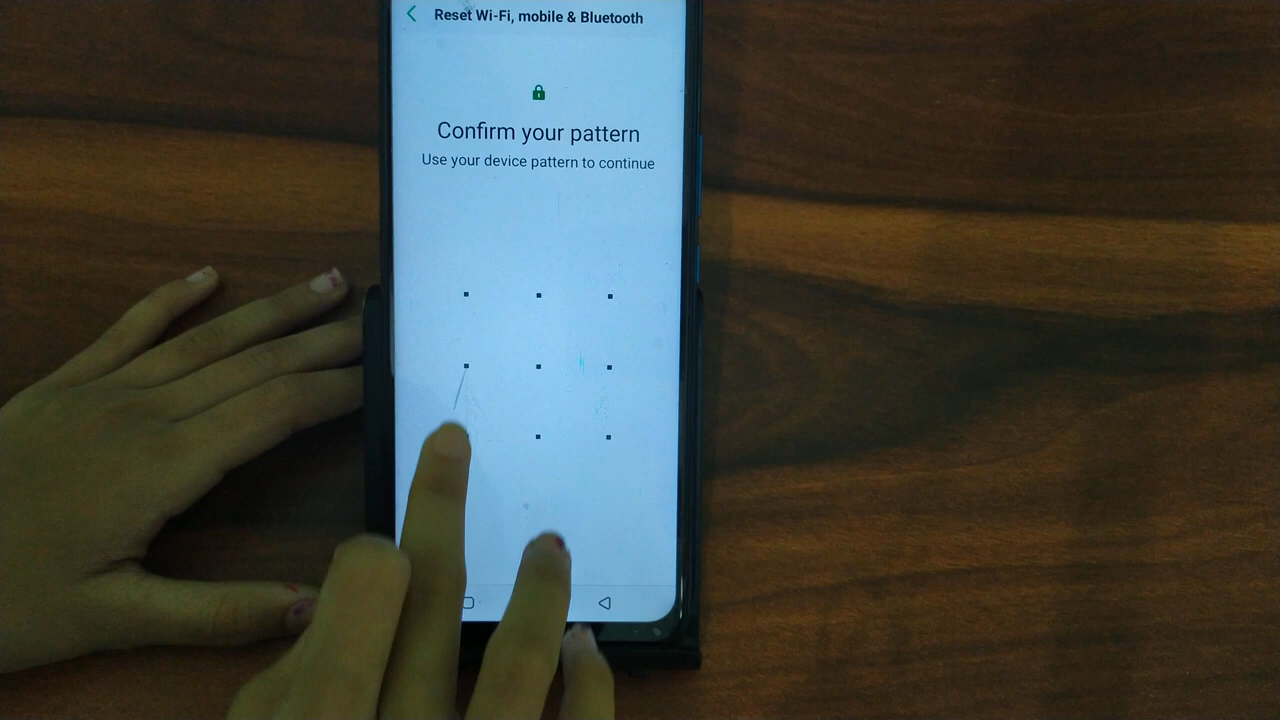 Reset Wi-Fi, mobile & Bluetooth
Confirm your pattern
Use your device pattern to continue